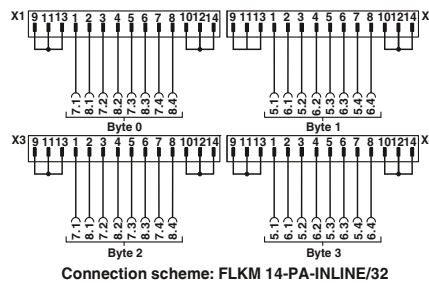 X1 9 11 13 1 2 3 4 5 6 7 8 10 12 14
9 11 13 1 2 3 4 5 6 7 8 10 12 14 X
7.1 8.1 7.2 8.2 7.3 8.3 7.4 8.4
5.1 6.1 5.2 6.2 5.3 6.3 5.4 6.4
Byte 0
Byte 1
X3 9 11 13 1 2 3 4 5 6 7 8 10 12 14
9 11 13 1 2 3 4 5 6 7 8 10 12 14 X
7.1 8.1 7.2 8.2 7.3 8.3 7.4 8.4
5.1 6.1 5.2 6.2 5.3 6.3 5.4 6.4
Byte 2
Byte 3
Connection scheme: FLKM 14-PA-INLINE/32